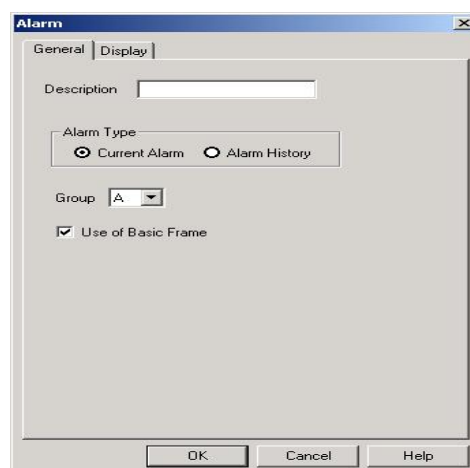 Alarm
General Display
Description
Alarm Type
Current Alarm Alarm History
Group A
Use of Basic Frame
OK Cancel Help